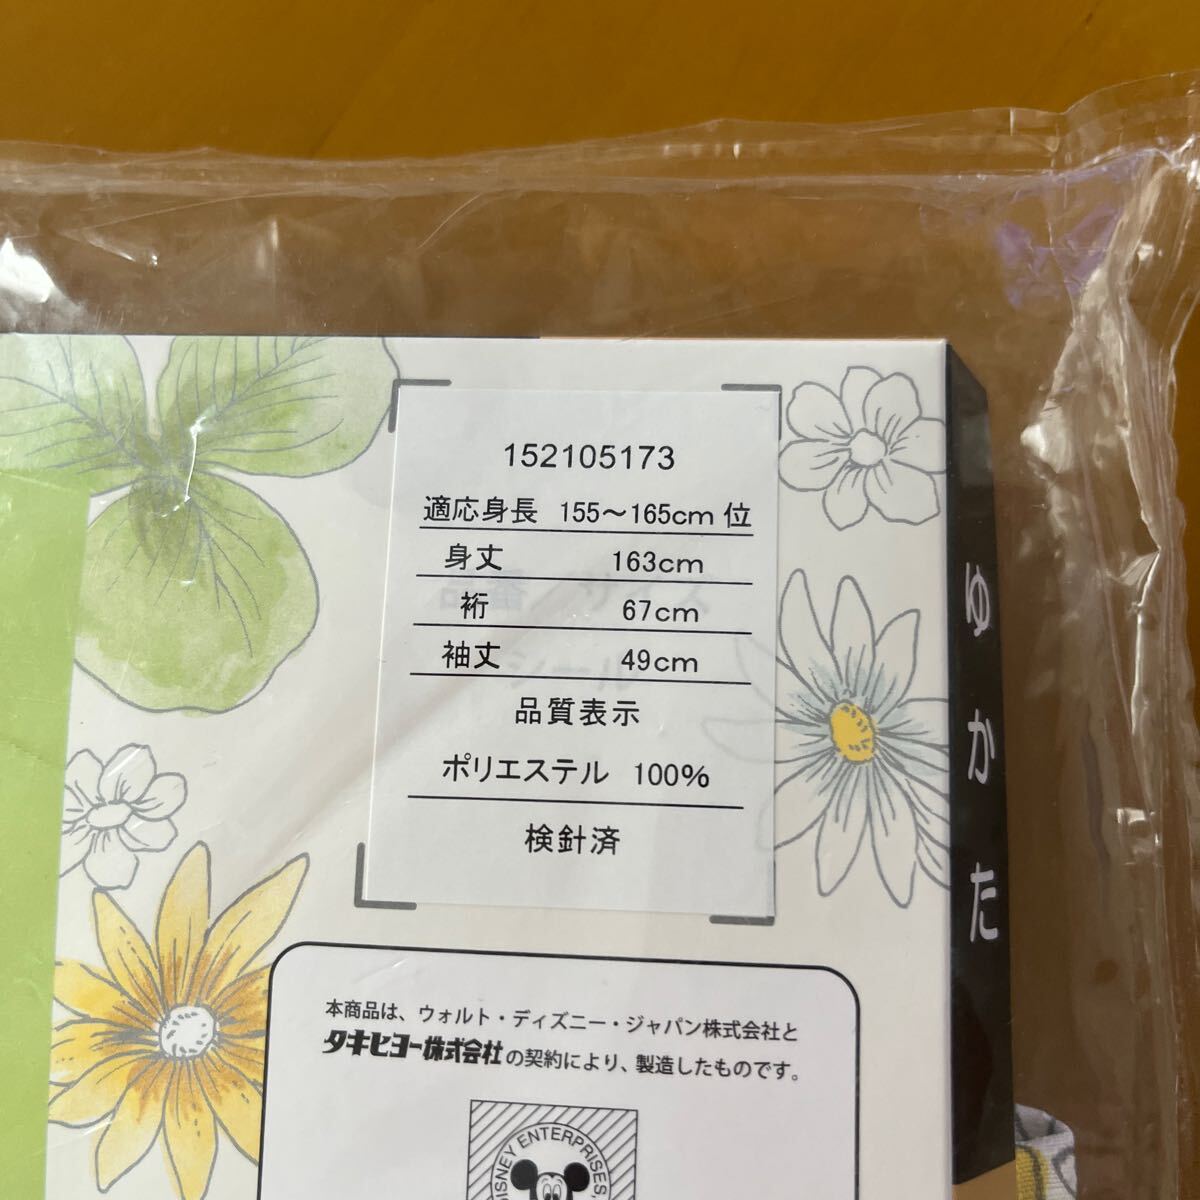 152105173
適応身長 155～165cm 位
身丈 163cm
裄 67cm
袖丈 49cm
品質表示
ポリエステル 100%
検針済
ゆかた
本商品は、ウォルト・ディズニー・ジャパン株式会社と
タキヒヨー株式会社の契約により、製造したものです。
DISNEY ENTERPRISES,